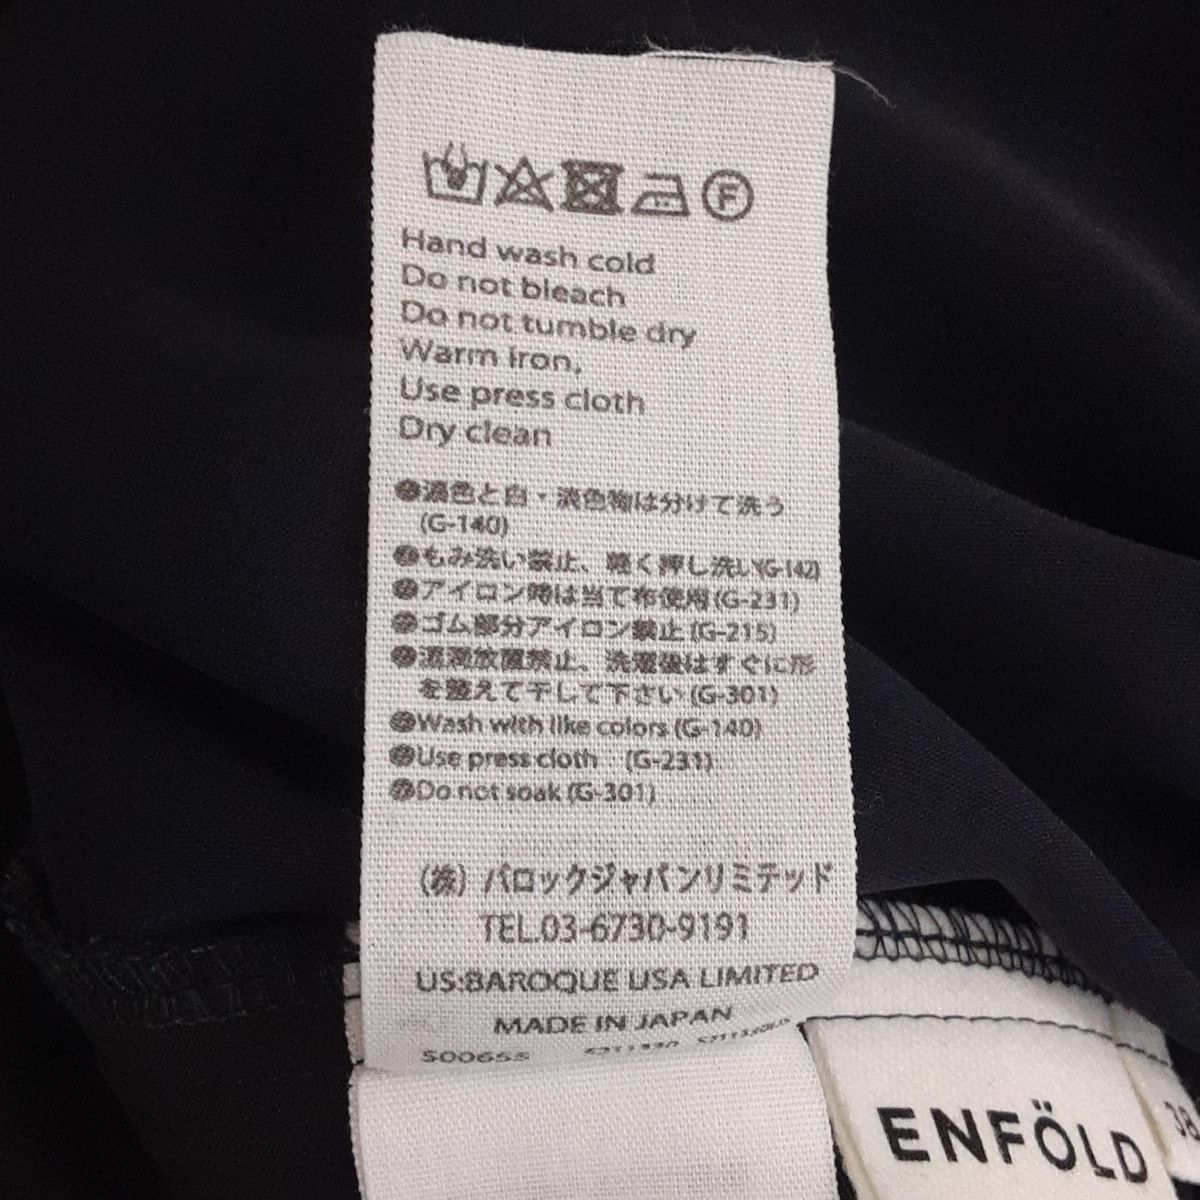 F
Hand wash cold
Do not bleach
Do not tumble dry
Warm iron,
Use press cloth
Dry clean
●濃色と白・淡色物は分けて洗う
(G-140)
●もみ洗い禁止、軽く押し洗い(G-142)
●アイロン時は当て布使用(G-231)
●ゴム部分アイロン禁止(G-215)
●濡滴放置禁止、洗濯後はすぐに形
を整えて干して下さい(G-301)
●Wash with like colors (G-140)
●Use press cloth (G-231)
●Do not soak (G-301)
(株) バロックジャパンリミテッド
TEL.03-6730-9191
US:BAROQUE USA LIMITED
MADE IN JAPAN
S00655
ENFÖLD
38